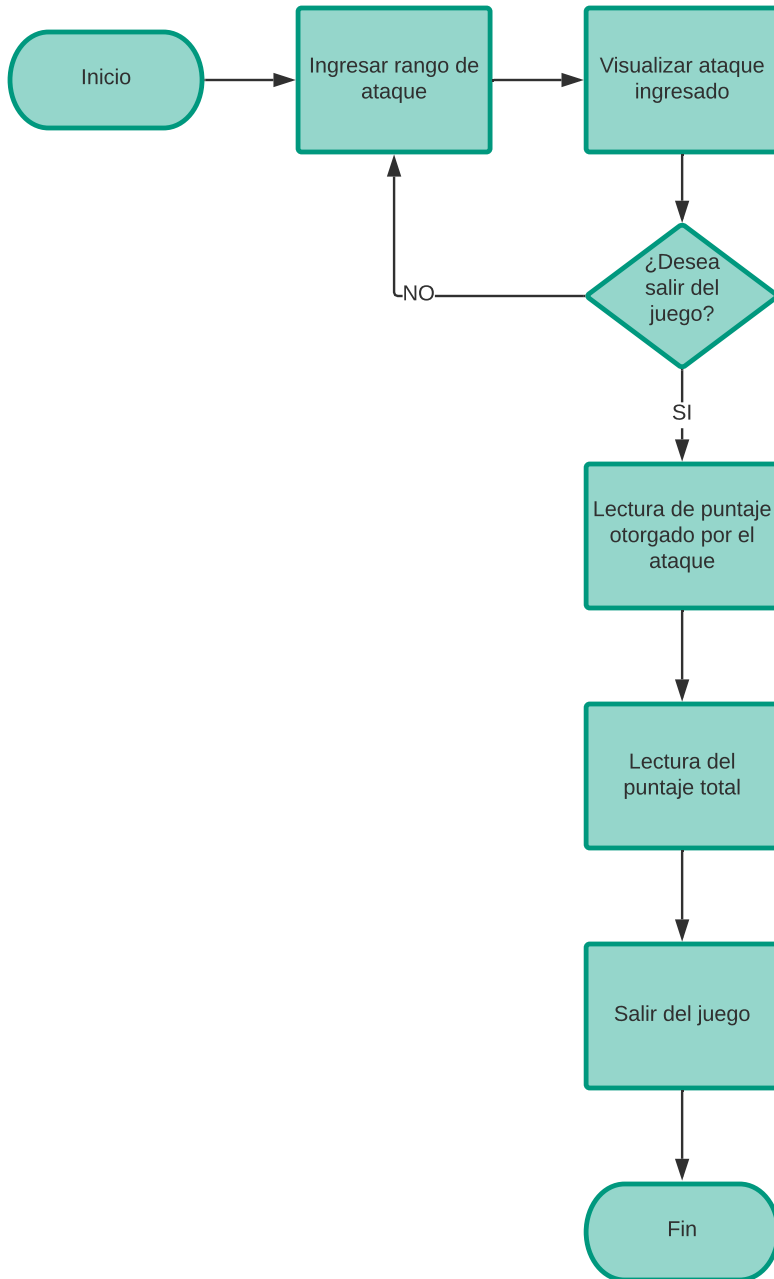 Inicio
Ingresar rango de
ataque
Visualizar ataque
ingresado
¿Desea
salir del
juego?
NO
SI
Lectura de puntaje
otorgado por el
ataque
Lectura del
puntaje total
Salir del juego
Fin